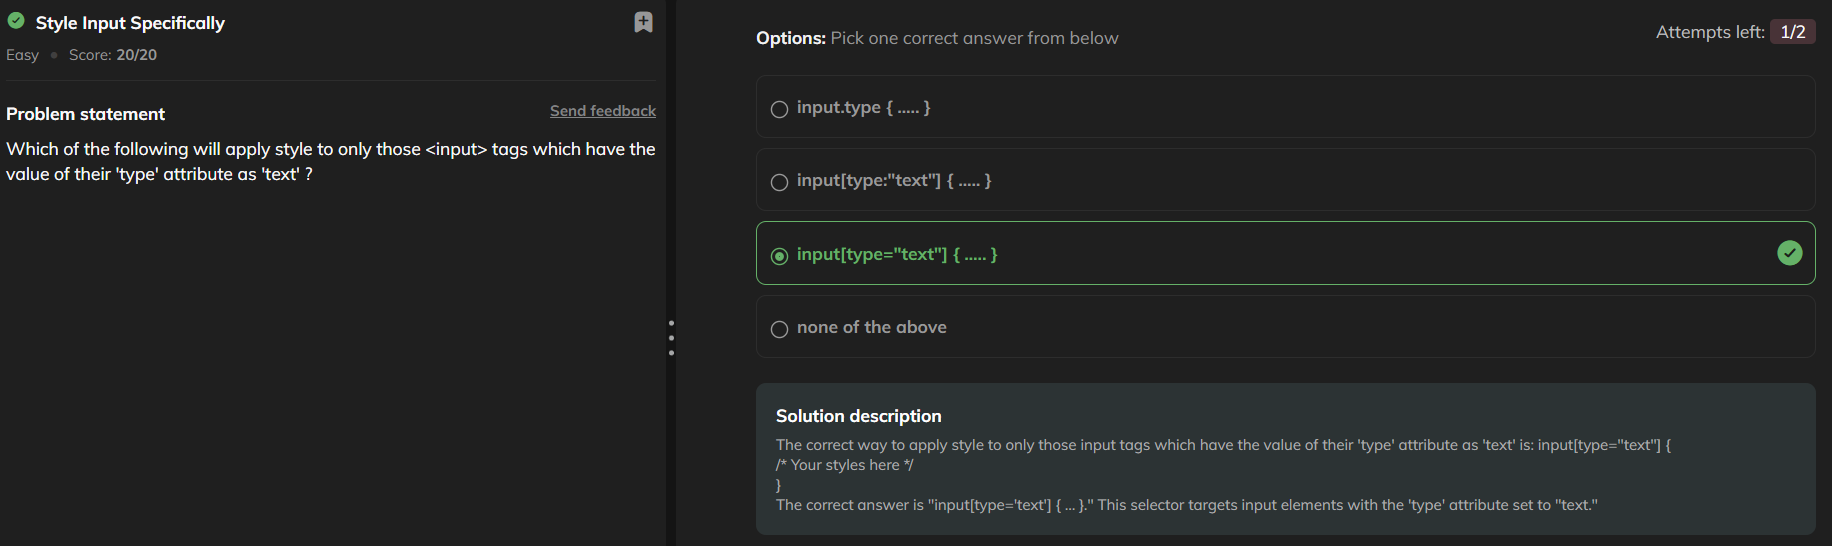 Style Input Specifically
Easy • Score: 20/20
Problem statement
Send feedback
Which of the following will apply style to only those <input> tags which have the
value of their 'type' attribute as 'text' ?
Options: Pick one correct answer from below
Attempts left: 1/2
input.type { ..... }
input[type:"text"] { ..... }
input[type="text"] { ..... }
none of the above
Solution description
The correct way to apply style to only those input tags which have the value of their 'type' attribute as 'text' is: input[type="text"] {
/* Your styles here */
}
The correct answer is "input[type='text'] { ... }." This selector targets input elements with the 'type' attribute set to "text."